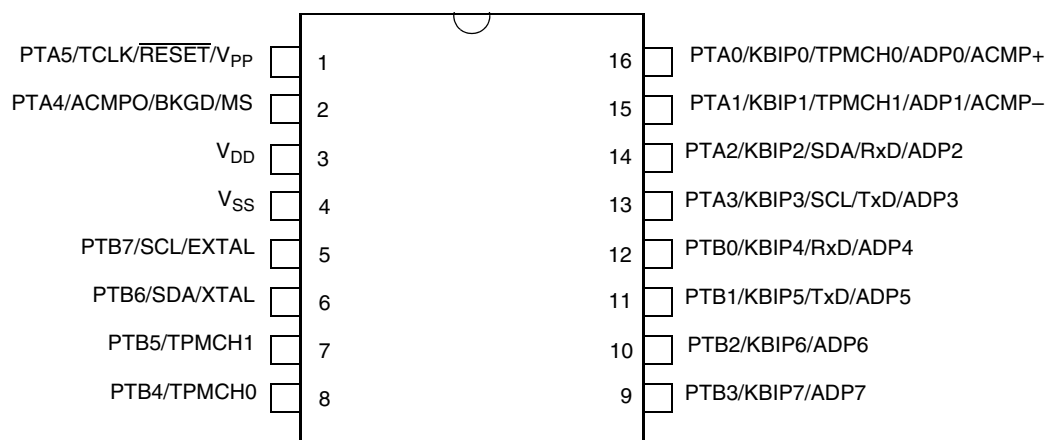 PTA5/TCLK/RESET/VPP 1
PTA4/ACMPO/BKGD/MS 2
VDD 3
VSS 4
PTB7/SCL/EXTAL 5
PTB6/SDA/XTAL 6
PTB5/TPMCH1 7
PTB4/TPMCH0 8
16 PTA0/KBIP0/TPMCH0/ADP0/ACMP+
15 PTA1/KBIP1/TPMCH1/ADP1/ACMP–
14 PTA2/KBIP2/SDA/RxD/ADP2
13 PTA3/KBIP3/SCL/TxD/ADP3
12 PTB0/KBIP4/RxD/ADP4
11 PTB1/KBIP5/TxD/ADP5
10 PTB2/KBIP6/ADP6
9 PTB3/KBIP7/ADP7